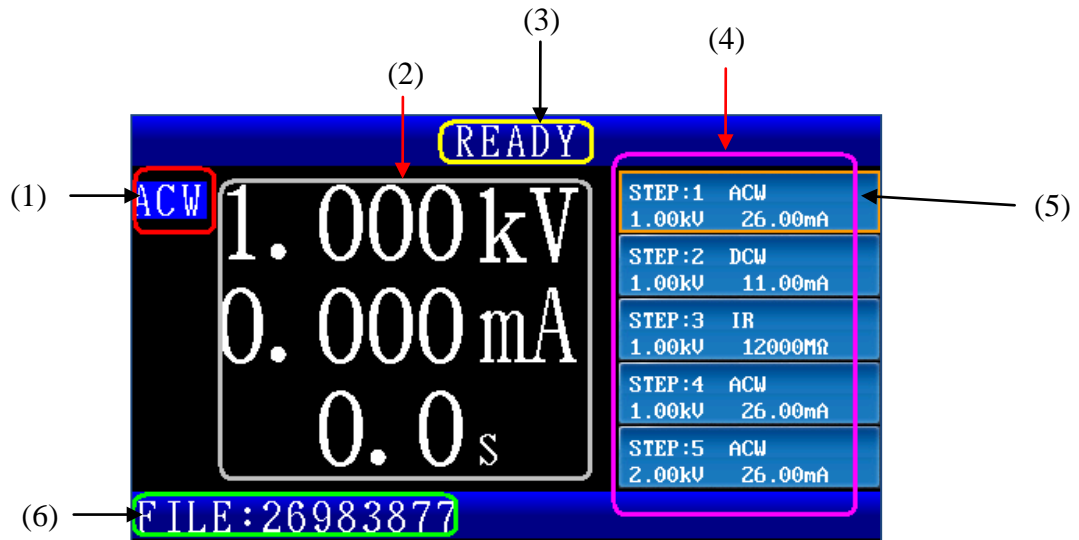 (3)
(4)
(2)
READY
(1)
ACW
1.000kV
0.000mA
0.0s
STEP:1 ACW
1.00kV 26.00mA
(5)
STEP:2 DCW
1.00kV 11.00mA
STEP:3 IR
1.00kV 12000MΩ
STEP:4 ACW
1.00kV 26.00mA
STEP:5 ACW
2.00kV 26.00mA
(6)
FILE:26983877